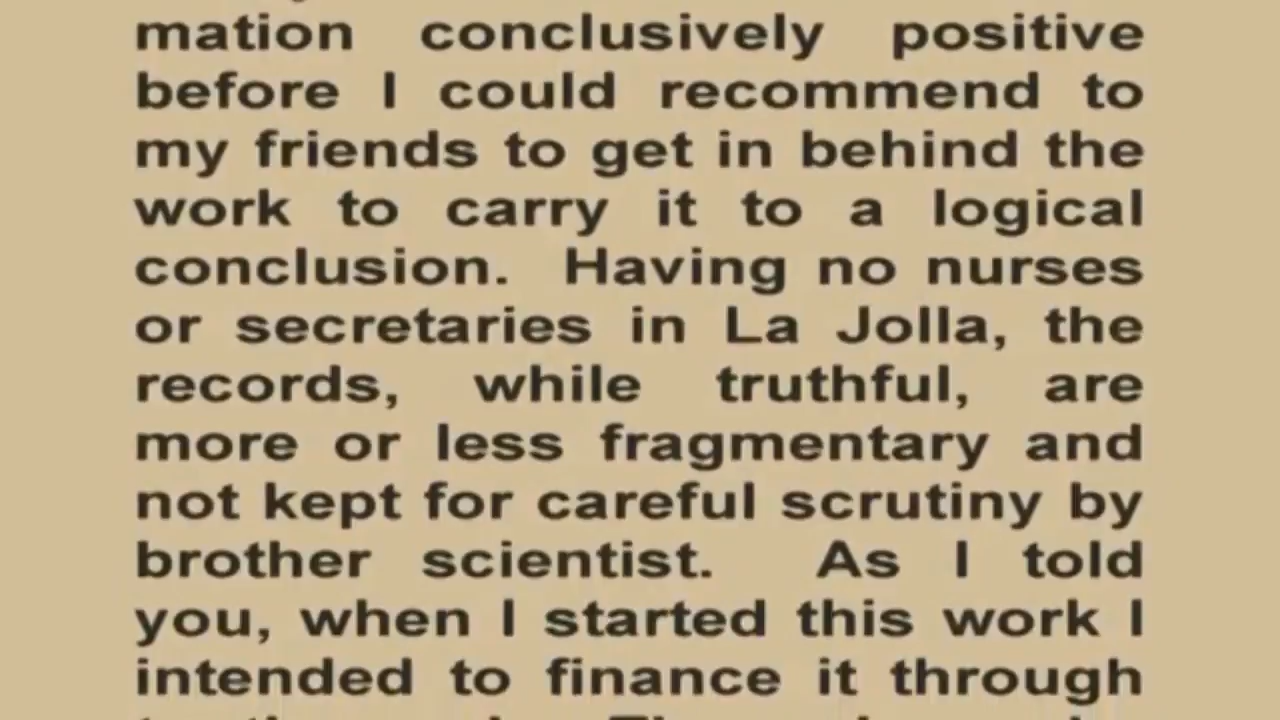 mation conclusively positive
before I could recommend to
my friends to get in behind the
work to carry it to a logical
conclusion. Having no nurses
or secretaries in La Jolla, the
records, while truthful, are
more or less fragmentary and
not kept for careful scrutiny by
brother scientist. As I told
you, when I started this work I
intended to finance it through